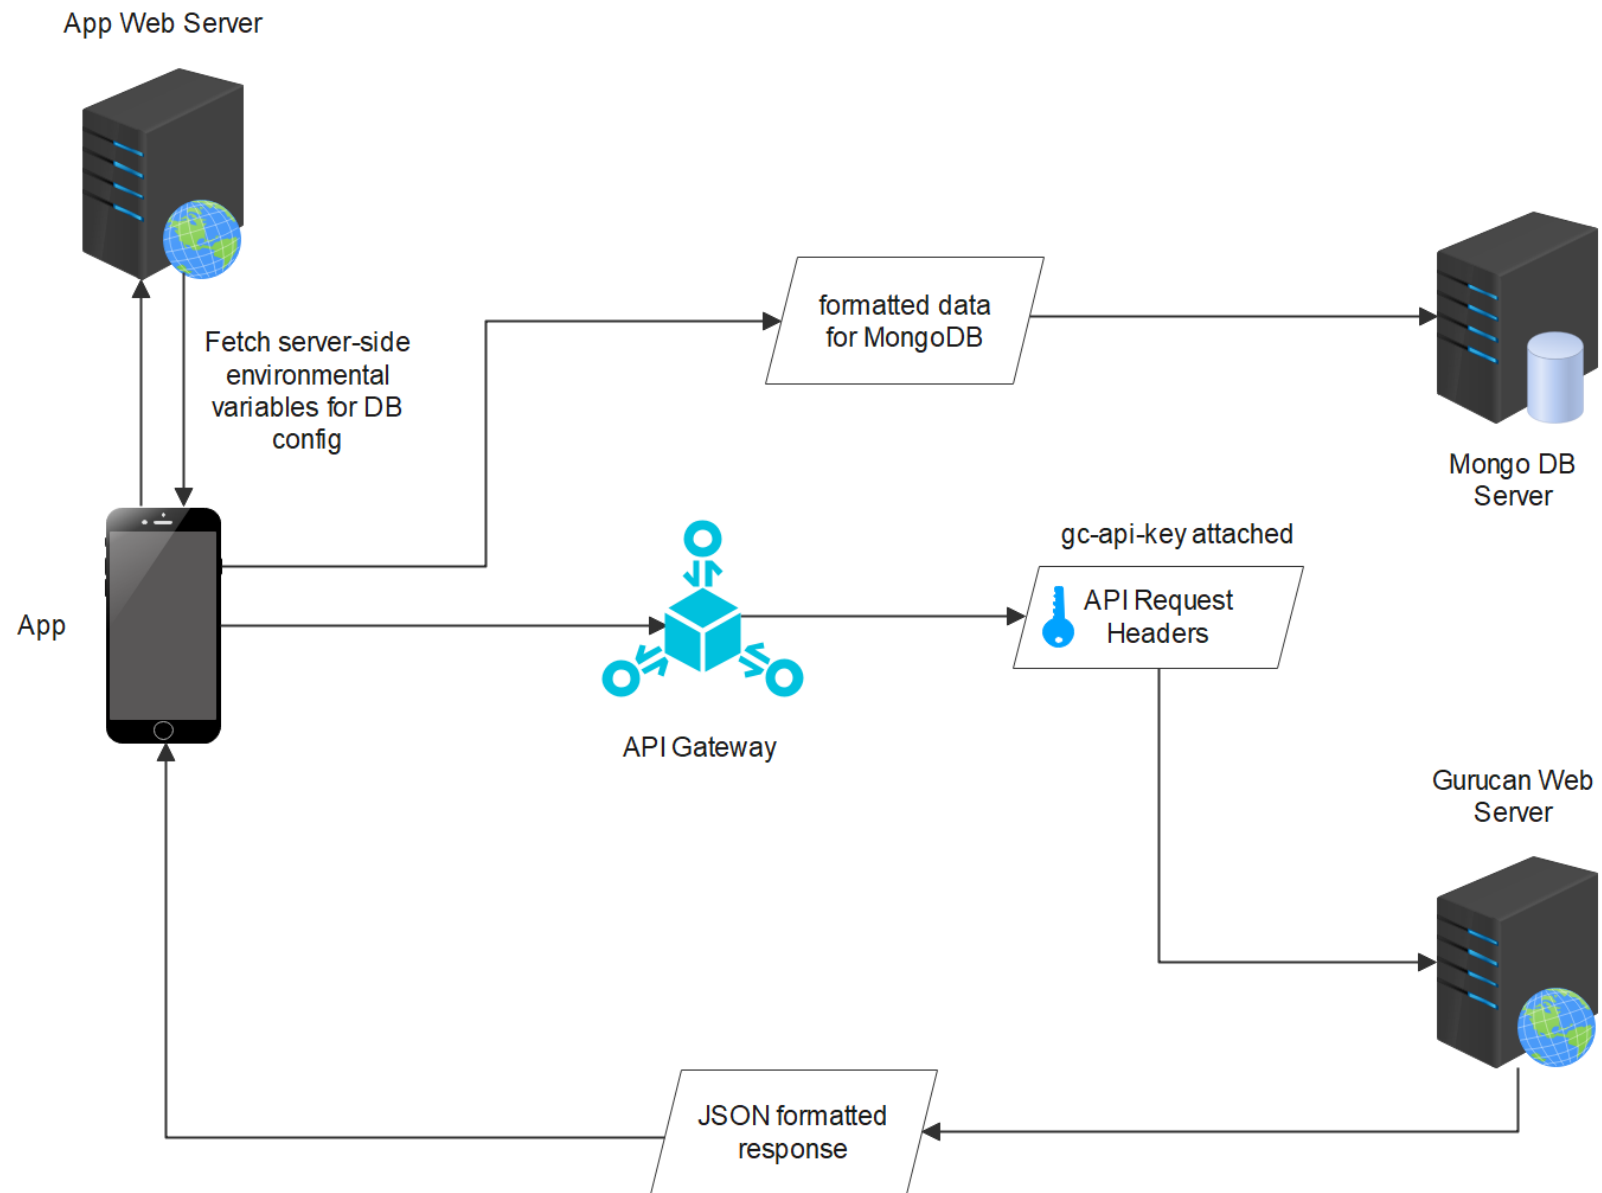 App Web Server
Fetch server-side
environmental
variables for DB
config
formatted data
for MongoDB
Mongo DB
Server
gc-api-key attached
API Request
Headers
App
API Gateway
Gurucan Web
Server
JSON formatted
response